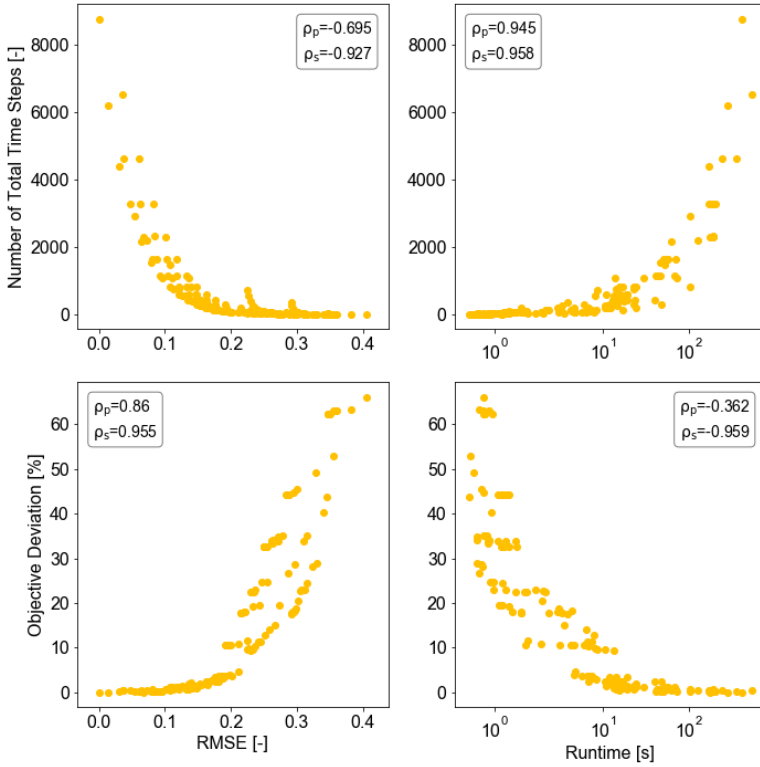 ρp=-0.695
ρs=-0.927
ρp=0.945
ρs=0.958
Number of Total Time Steps [-]
8000
6000
4000
2000
0
0.0 0.1 0.2 0.3 0.4
8000
6000
4000
2000
0
10^0 10^1 10^2
ρp=0.86
ρs=0.955
ρp=-0.362
ρs=-0.959
Objective Deviation [%]
60
50
40
30
20
10
0
0.0 0.1 0.2 0.3 0.4
RMSE [-]
60
50
40
30
20
10
0
10^0 10^1 10^2
Runtime [s]